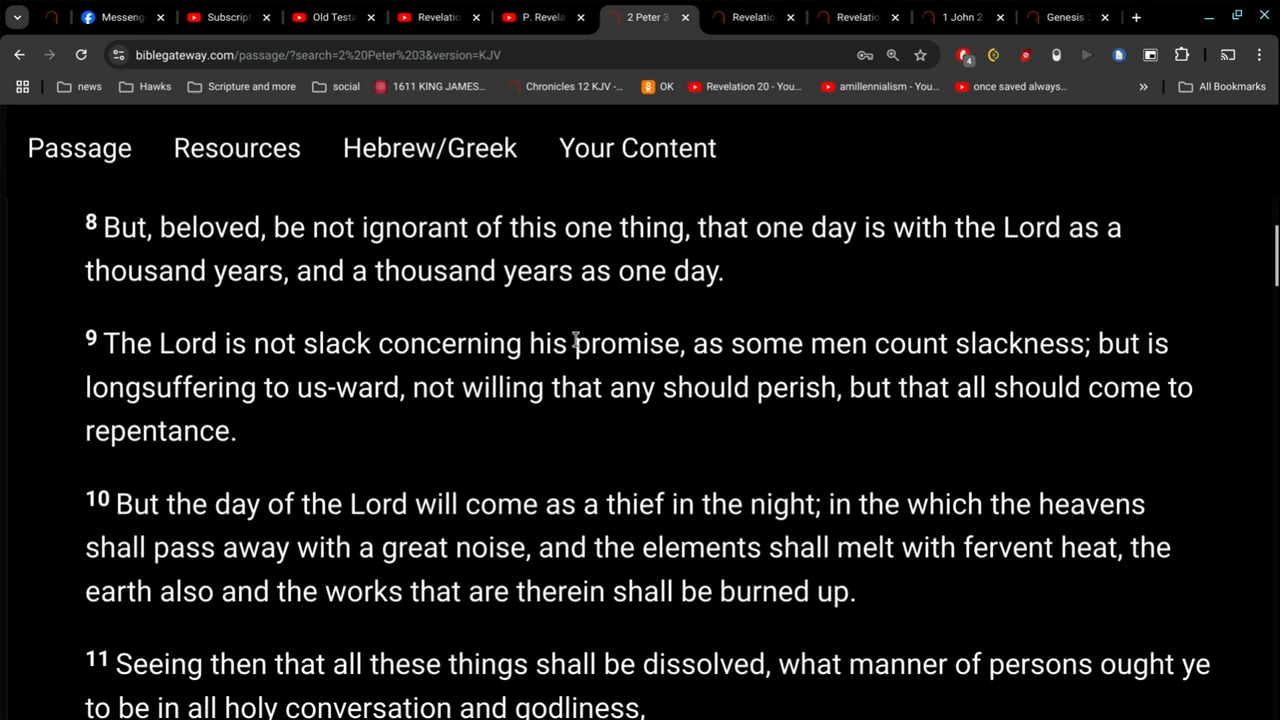 Messeng
Subscript
Old Testa
Revelatio
P. Revela
2 Peter 3
Revelatio
Revelatio
1 John 2
Genesis
biblegateway.com/passage/?search=2%20Peter%203&version=KJV
4
news
Hawks
Scripture and more
social
1611 KING JAMES...
Chronicles 12 KJV -...
OK
Revelation 20 - You...
amillennialism - You...
once saved always...
»
All Bookmarks
Passage Resources Hebrew/Greek Your Content
8 But, beloved, be not ignorant of this one thing, that one day is with the Lord as a
thousand years, and a thousand years as one day.
9 The Lord is not slack concerning his promise, as some men count slackness; but is
longsuffering to us-ward, not willing that any should perish, but that all should come to
repentance.
10 But the day of the Lord will come as a thief in the night; in the which the heavens
shall pass away with a great noise, and the elements shall melt with fervent heat, the
earth also and the works that are therein shall be burned up.
11 Seeing then that all these things shall be dissolved, what manner of persons ought ye
to be in all holy conversation and godliness,